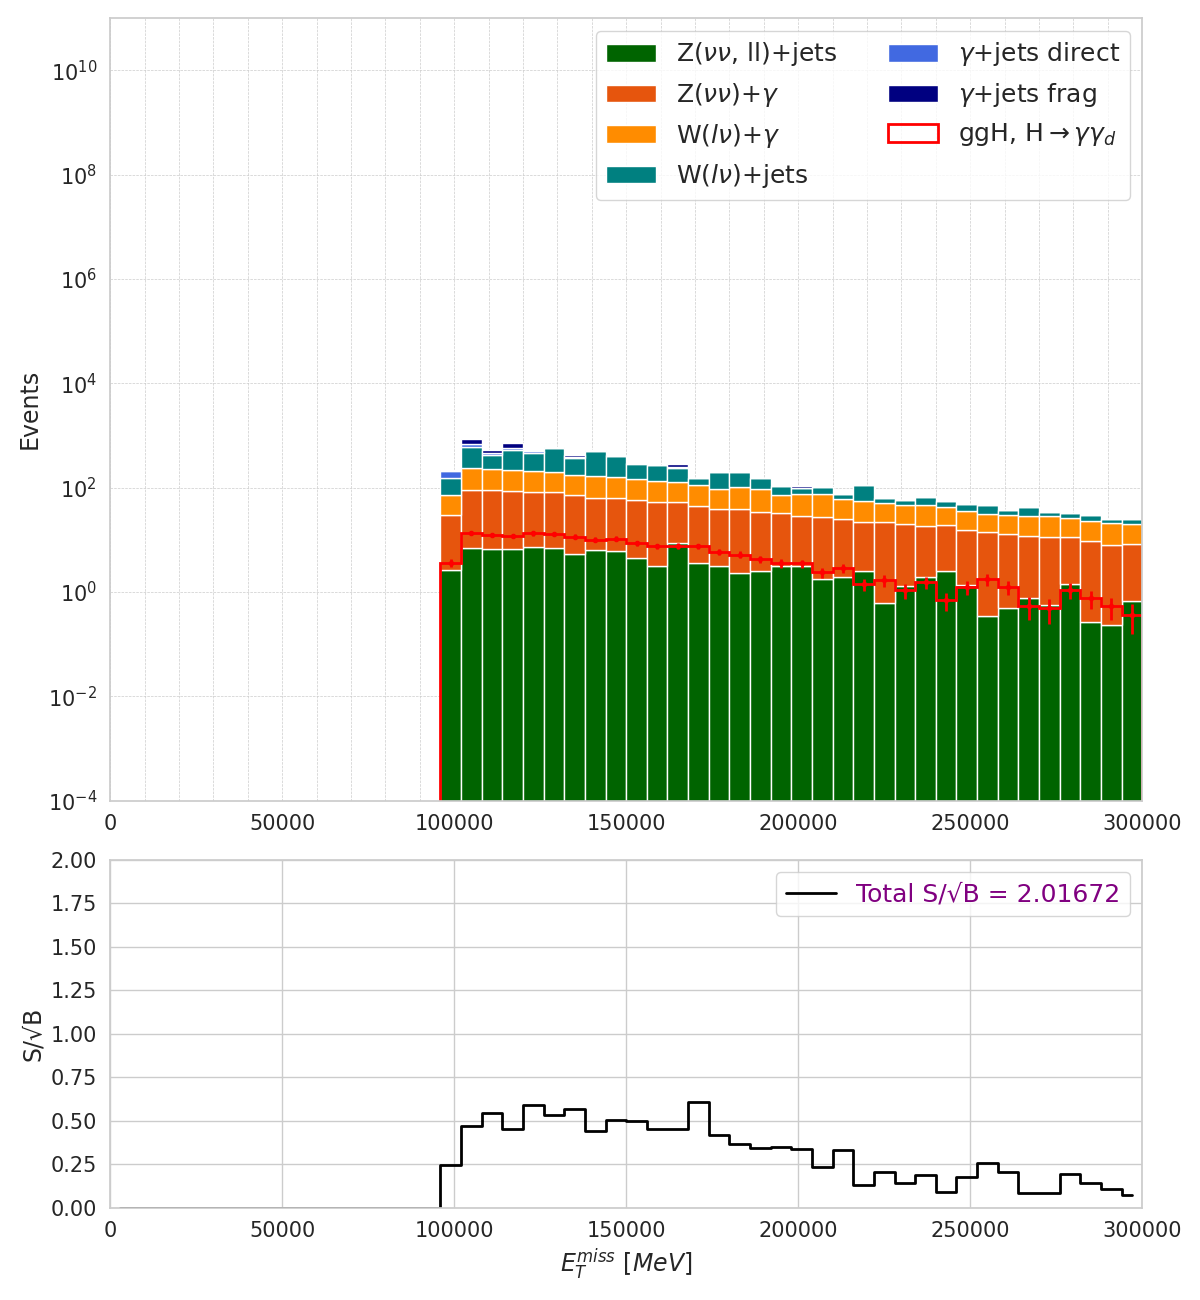 Z(νν, ll)+jets
Z(νν)+γ
W(lν)+γ
W(lν)+jets
γ+jets direct
γ+jets frag
ggH, H→γγ_d
Events
10^10
10^8
10^6
10^4
10^2
10^0
10^−2
10^−4
0 50000 100000 150000 200000 250000 300000
Total S/√B = 2.01672
S/√B
2.00
1.75
1.50
1.25
1.00
0.75
0.50
0.25
0.00
0 50000 100000 150000 200000 250000 300000
E_T^miss [MeV]